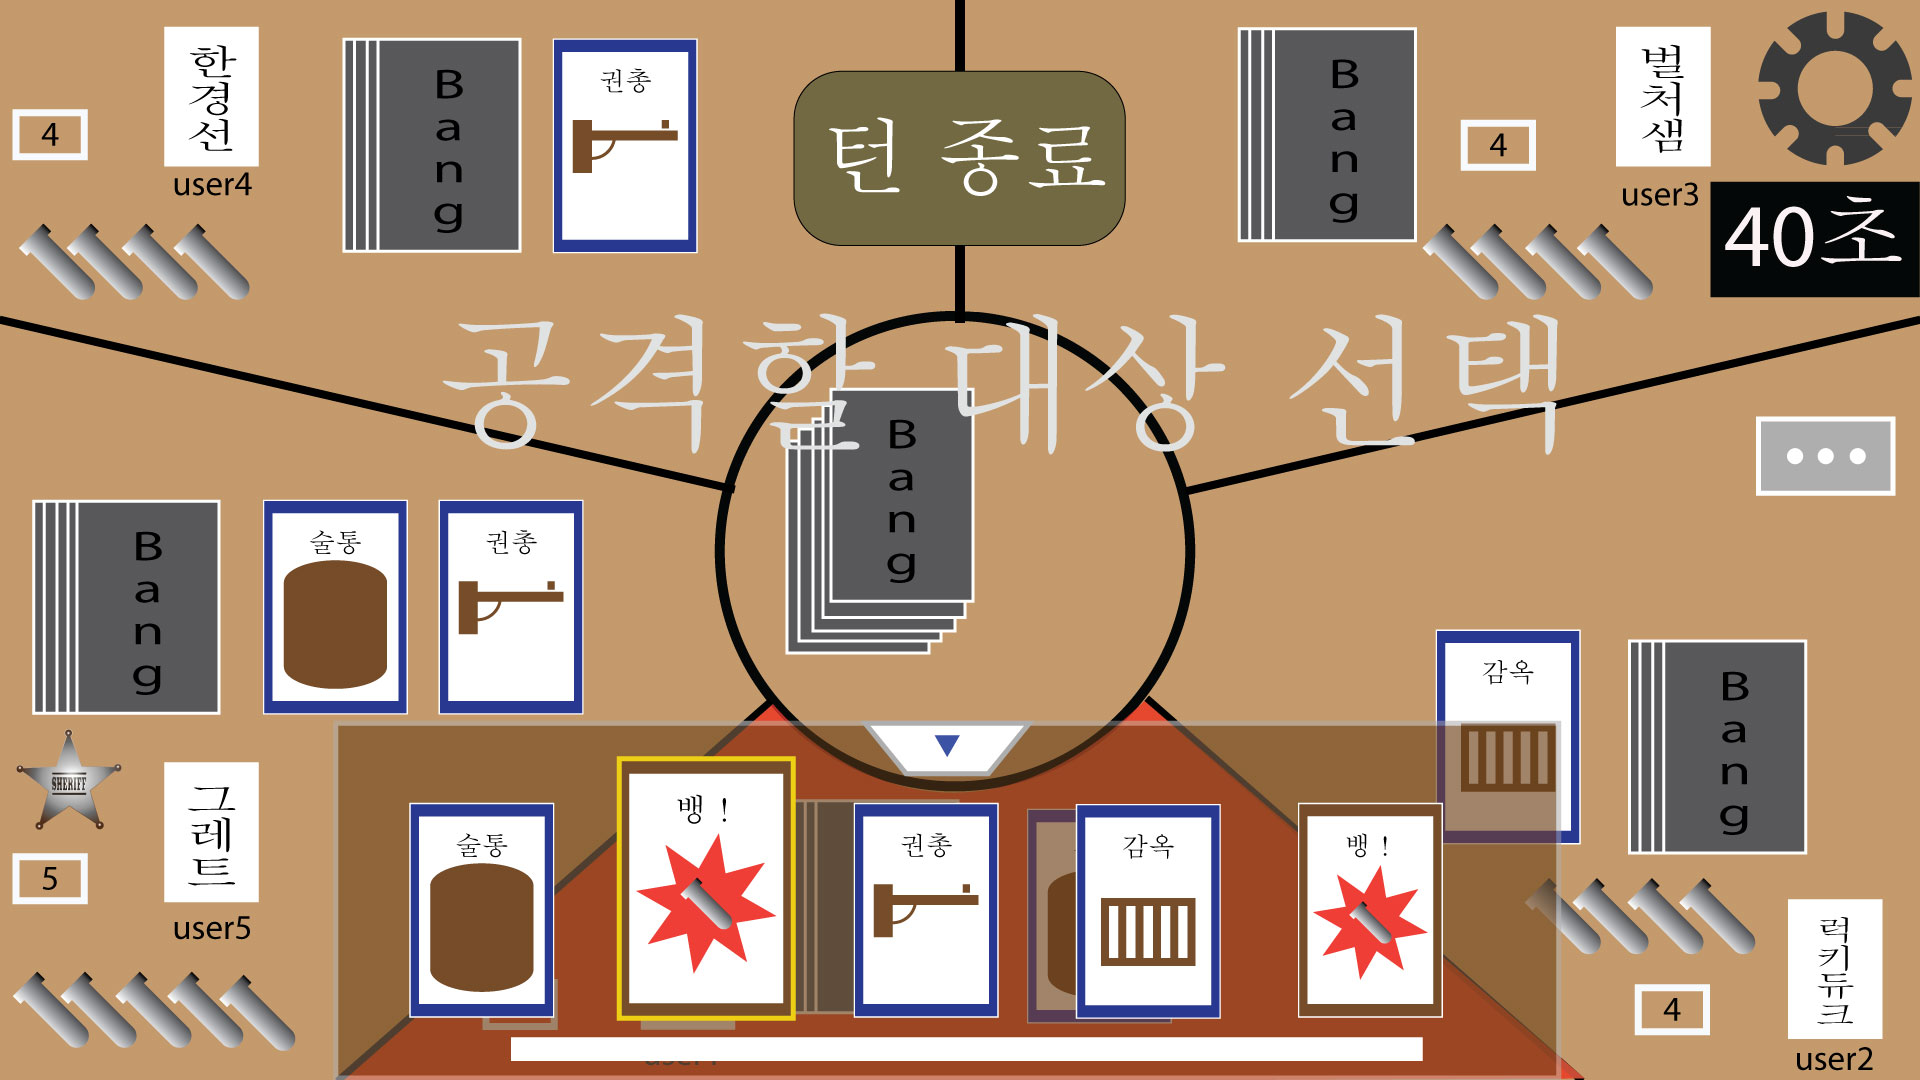 한경선
4
user4
Bang
권총
턴 종료
Bang
4
벌처샘
user3
40초
공격할 대상 선택
Bang
Bang
술통
권총
SHERIFF
그레트
5
user5
감옥
Bang
럭키듀크
4
user2
술통
뱅 !
권총
감옥
뱅 !